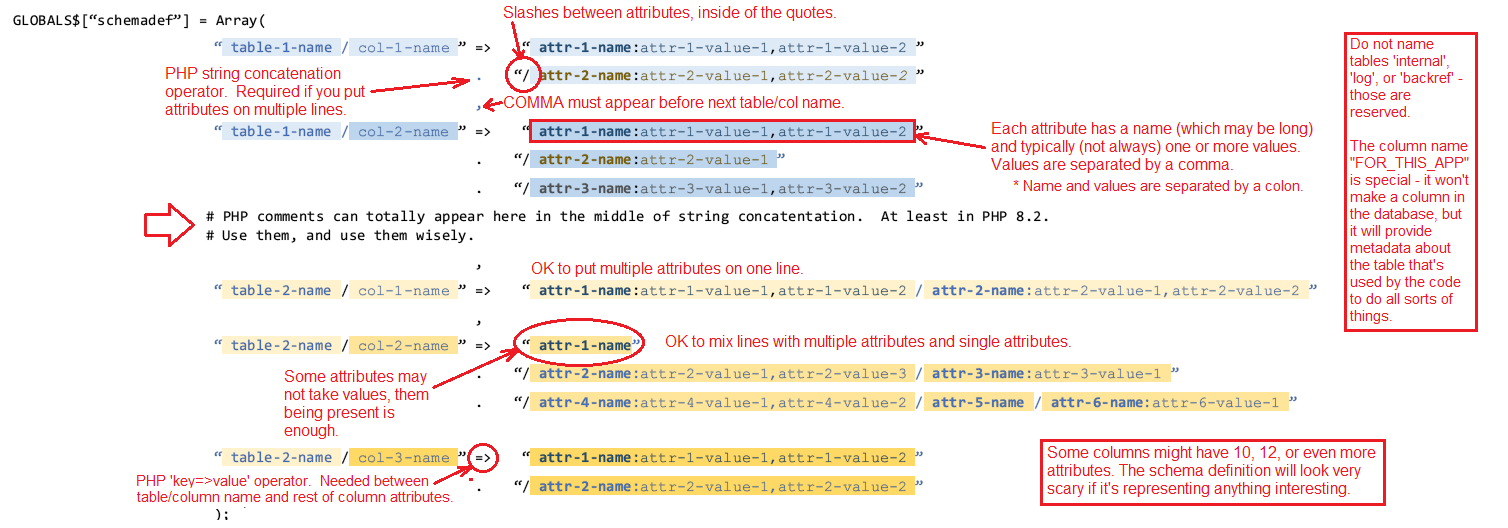 Slashes between attributes, inside of the quotes.
GLOBALS$[“schemadef”] = Array(
“ table-1-name / col-1-name ” => “ attr-1-name:attr-1-value-1,attr-1-value-2 ”
. “/ attr-2-name:attr-2-value-1,attr-2-value-2 ”
PHP string concatenation
operator. Required if you put
attributes on multiple lines.
,
COMMA must appear before next table/col name.
“ table-1-name / col-2-name ” => “ attr-1-name:attr-1-value-1,attr-1-value-2 ”
. “/ attr-2-name:attr-2-value-1 ”
. “/ attr-3-name:attr-3-value-1,attr-3-value-2 ”
Each attribute has a name (which may be long)
and typically (not always) one or more values.
Values are separated by a comma.
* Name and values are separated by a colon.
Do not name
tables 'internal',
'log', or 'backref' -
those are
reserved.
The column name
"FOR_THIS_APP"
is special - it won't
make a column in
the database, but
it will provide
metadata about
the table that's
used by the code
to do all sorts of
things.
# PHP comments can totally appear here in the middle of string concatentation. At least in PHP 8.2.
# Use them, and use them wisely.
,
OK to put multiple attributes on one line.
“ table-2-name / col-1-name ” => “ attr-1-name:attr-1-value-1,attr-1-value-2 / attr-2-name:attr-2-value-1,attr-2-value-2 ”
,
“ table-2-name / col-2-name ” => “ attr-1-name”
OK to mix lines with multiple attributes and single attributes.
. “/ attr-2-name:attr-2-value-1,attr-2-value-3 / attr-3-name:attr-3-value-1 ”
. “/ attr-4-name:attr-4-value-1,attr-4-value-2 / attr-5-name / attr-6-name:attr-6-value-1 ”
Some attributes may
not take values, them
being present is
enough.
,
“ table-2-name / col-3-name ” => “ attr-1-name:attr-1-value-1,attr-1-value-2 ”
. “/ attr-2-name:attr-2-value-1,attr-2-value-2 ”
PHP 'key=>value' operator. Needed between
table/column name and rest of column attributes.
Some columns might have 10, 12, or even more
attributes. The schema definition will look very
scary if it's representing anything interesting.
);